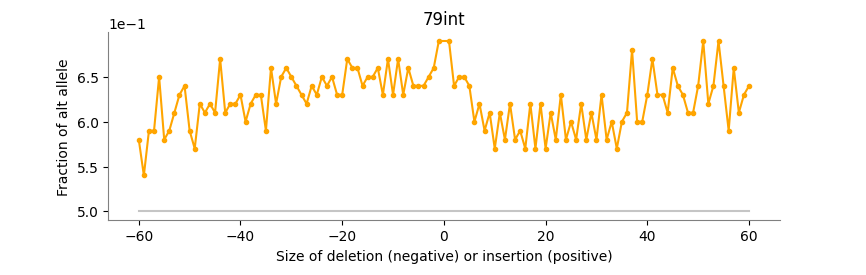 79int
1e−1
Fraction of alt allele
6.5
6.0
5.5
5.0
−60 −40 −20 0 20 40 60
Size of deletion (negative) or insertion (positive)